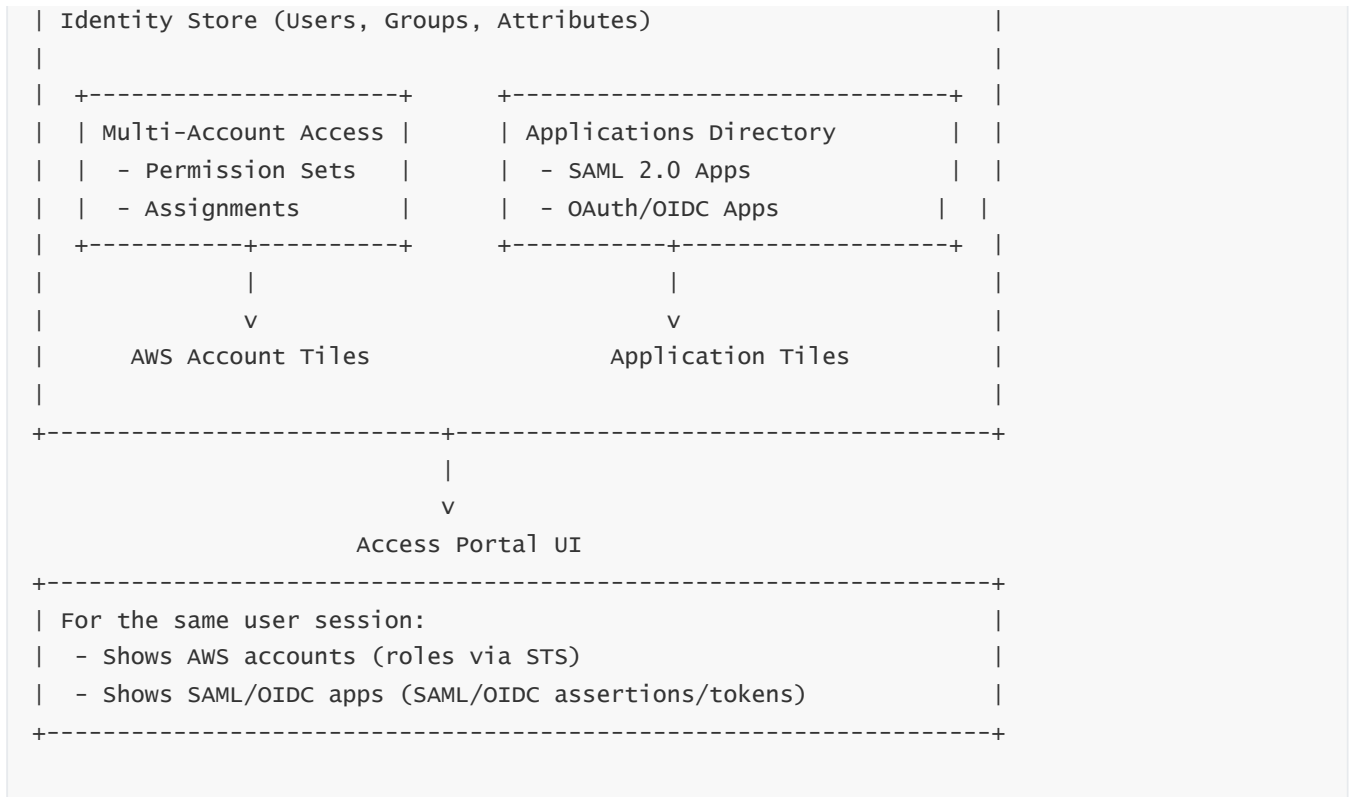 | Identity Store (Users, Groups, Attributes)                      |
|                                                                 |
|  +----------------------+      +-----------------------------+  |
|  | Multi-Account Access |      | Applications Directory        |  |
|  |  - Permission Sets   |      |  - SAML 2.0 Apps             |  |
|  |  - Assignments       |      |  - OAuth/OIDC Apps          |  |
|  +-----------+----------+      +-----------+------------------+  |
|              |                            |                     |
|              v                            v                     |
|      AWS Account Tiles                Application Tiles          |
|                                                                 |
+---------------------------+-------------------------------------+
                            |
                            v
                      Access Portal UI
+-----------------------------------------------------------------+
| For the same user session:                                      |
|  - Shows AWS accounts (roles via STS)                           |
|  - Shows SAML/OIDC apps (SAML/OIDC assertions/tokens)            |
+-----------------------------------------------------------------+